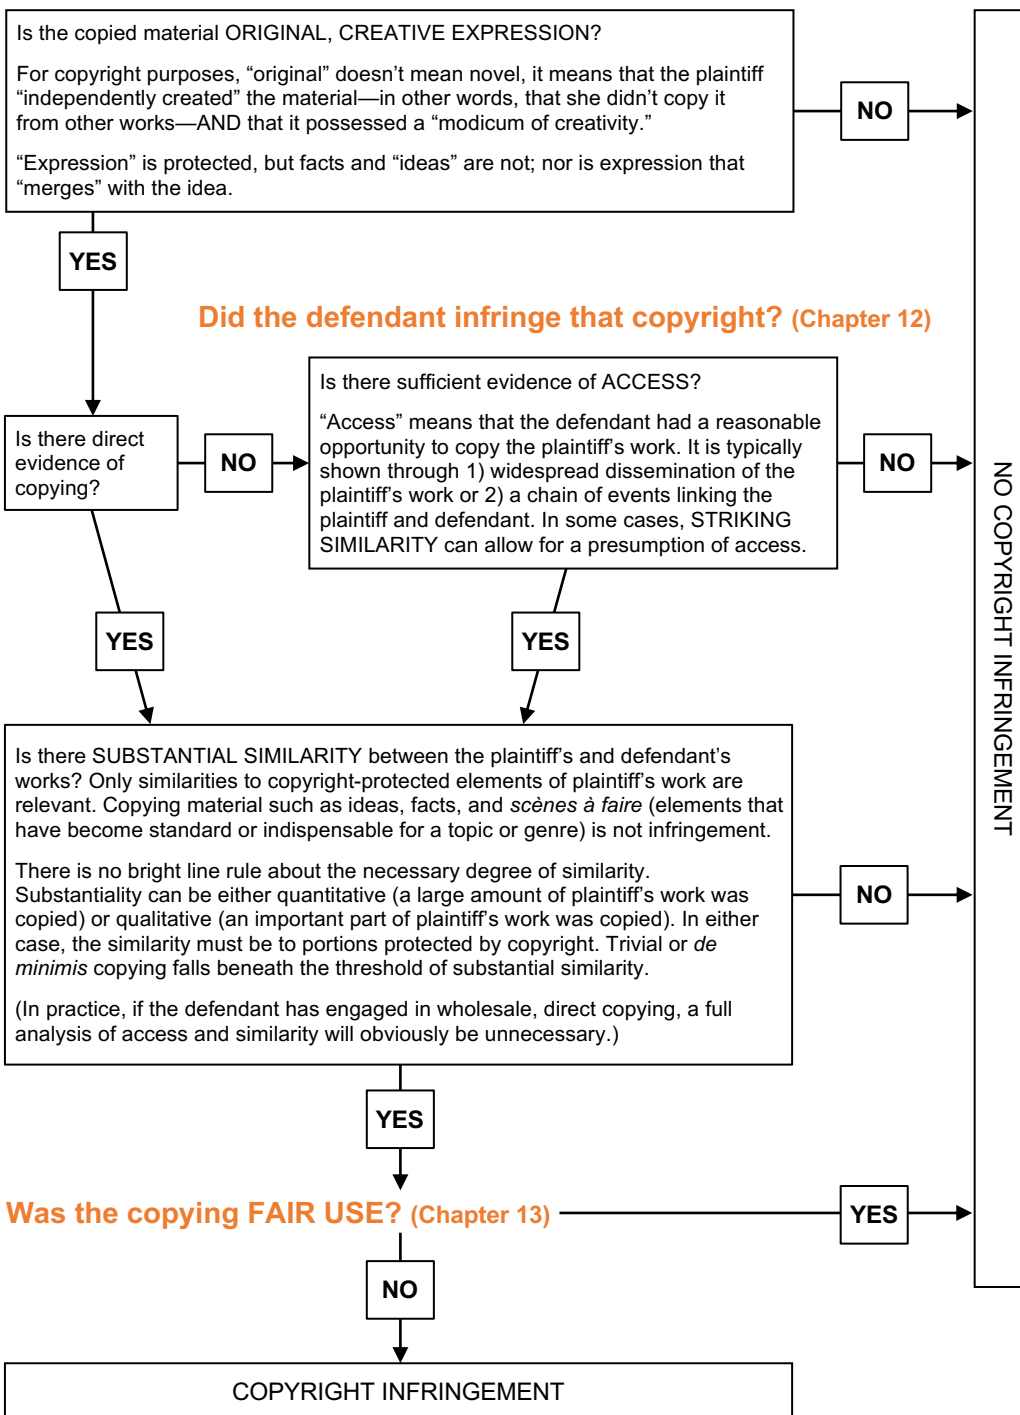 Is the copied material ORIGINAL, CREATIVE EXPRESSION?
For copyright purposes, “original” doesn’t mean novel, it means that the plaintiff
“independently created” the material—in other words, that she didn’t copy it
from other works—AND that it possessed a “modicum of creativity.”
“Expression” is protected, but facts and “ideas” are not; nor is expression that
“merges” with the idea.
NO
YES
Did the defendant infringe that copyright? (Chapter 12)
Is there direct
evidence of
copying?
NO
Is there sufficient evidence of ACCESS?
“Access” means that the defendant had a reasonable
opportunity to copy the plaintiff’s work. It is typically
shown through 1) widespread dissemination of the
plaintiff’s work or 2) a chain of events linking the
plaintiff and defendant. In some cases, STRIKING
SIMILARITY can allow for a presumption of access.
NO
NO COPYRIGHT INFRINGEMENT
YES
YES
Is there SUBSTANTIAL SIMILARITY between the plaintiff’s and defendant’s
works? Only similarities to copyright-protected elements of plaintiff’s work are
relevant. Copying material such as ideas, facts, and scènes à faire (elements that
have become standard or indispensable for a topic or genre) is not infringement.
There is no bright line rule about the necessary degree of similarity.
Substantiality can be either quantitative (a large amount of plaintiff’s work was
copied) or qualitative (an important part of plaintiff’s work was copied). In either
case, the similarity must be to portions protected by copyright. Trivial or de
minimis copying falls beneath the threshold of substantial similarity.
(In practice, if the defendant has engaged in wholesale, direct copying, a full
analysis of access and similarity will obviously be unnecessary.)
NO
YES
Was the copying FAIR USE? (Chapter 13)
YES
NO
COPYRIGHT INFRINGEMENT